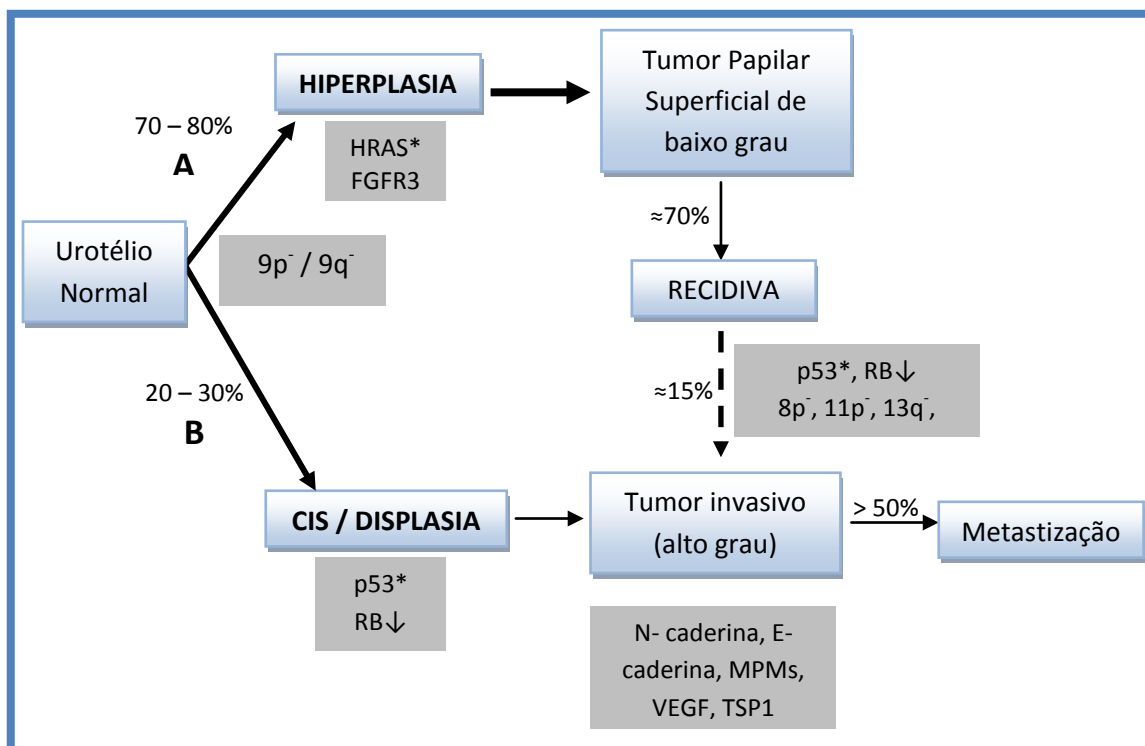 Tumor Papilar
Superficial de
baixo grau
HIPERPLASIA
70 – 80%
A
HRAS*
FGFR3
≈70%
Urotélio
Normal
9p⁻ / 9q⁻
RECIDIVA
p53*, RB↓
8p⁻, 11p⁻, 13q⁻,
≈15%
20 – 30%
B
CIS / DISPLASIA
Tumor invasivo
(alto grau)
> 50%
Metastização
p53*
RB↓
N- caderina, E-
caderina, MPMs,
VEGF, TSP1